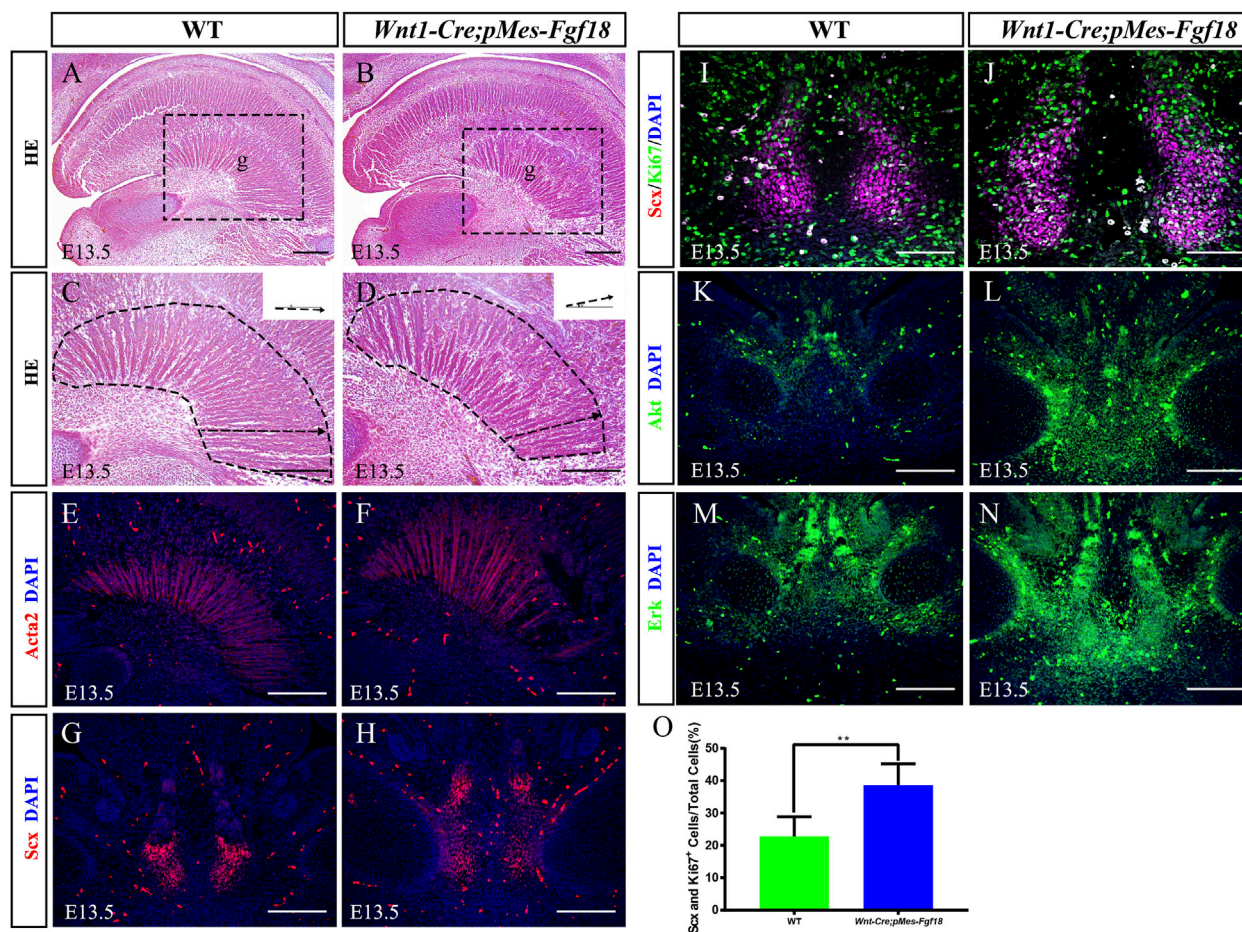 WT
Wnt1-Cre;pMes-Fgf18
WT
Wnt1-Cre;pMes-Fgf18
HE
A
g
E13.5
B
g
E13.5
HE
C
E13.5
D
E13.5
Acta2 DAPI
E
E13.5
F
E13.5
Scx DAPI
G
E13.5
H
E13.5
Scx/Ki67/DAPI
I
E13.5
J
E13.5
Akt DAPI
K
E13.5
L
E13.5
Erk DAPI
M
E13.5
N
E13.5
O
Scx and Ki67+ Cells/Total Cells(%)
50
40
30
20
10
0
**
WT
Wnt-Cre;pMes-Fgf18